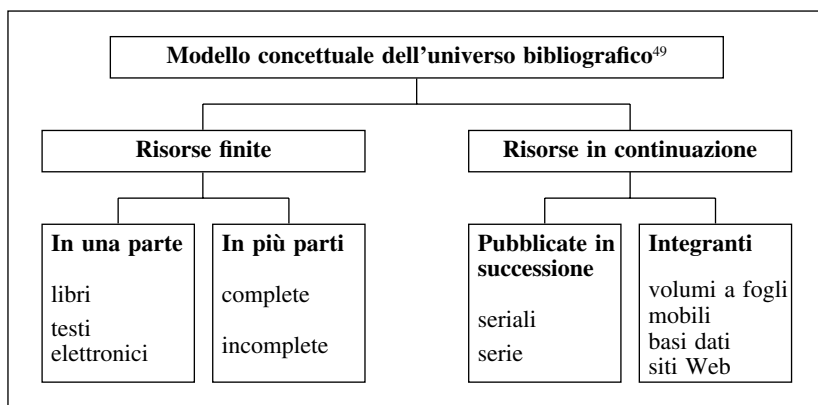 Modello concettuale dell'universo bibliografico⁴⁹
Risorse finite
Risorse in continuazione
In una parte
libri
testi
elettronici
In più parti
complete
incomplete
Pubblicate in
successione
seriali
serie
Integranti
volumi a fogli
mobili
basi dati
siti Web